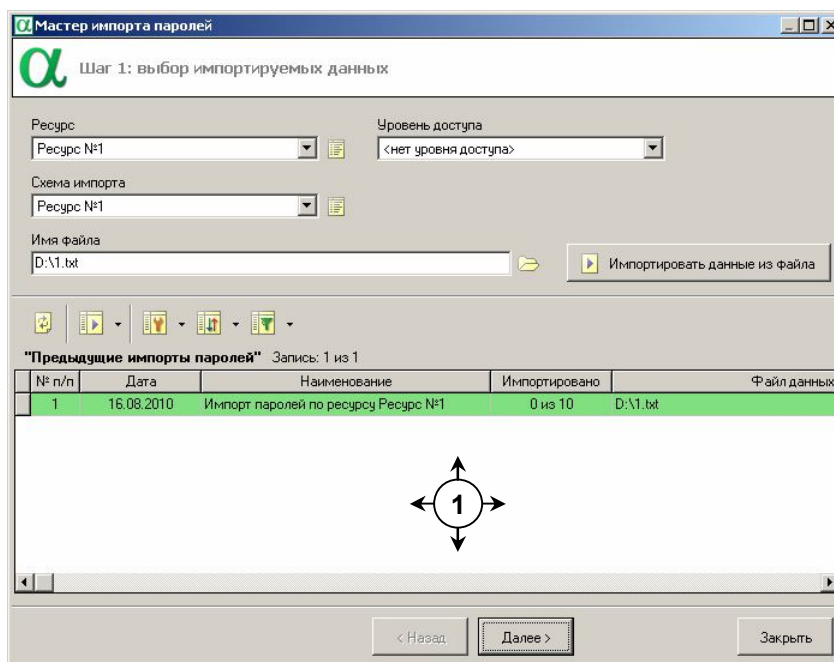 Мастер импорта паролей
Шаг 1: выбор импортируемых данных
Ресурс
Уровень доступа
Ресурс №1
<нет уровня доступа>
Схема импорта
Ресурс №1
Имя файла
D:\1.txt
Импортировать данные из файла
"Предыдущие импорты паролей" Запись: 1 из 1
№ п/п Дата Наименование Импортировано Файл данных
1 16.08.2010 Импорт паролей по ресурсу Ресурс №1 0 из 10 D:\1.txt
1
< Назад Далее > Закрыть